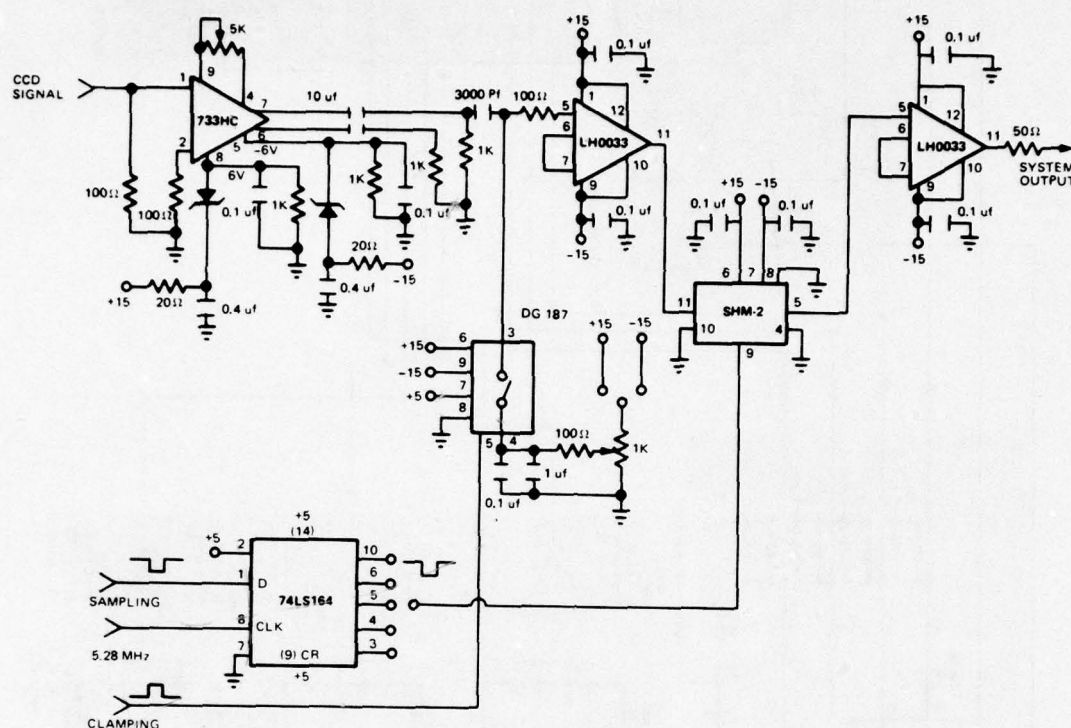 +15
0.1 uf
+15
0.1 uf
5K
9
CCD
SIGNAL
1
4
7
733HC
2
5
6
-6V
8
6V
10 uf
3000 Pf
100Ω
5
1
12
6
7
LH0033
11
9
10
0.1 uf
-15
5
1
12
6
7
LH0033
11
9
10
50Ω
SYSTEM
OUTPUT
0.1 uf
-15
100Ω
100Ω
0.1 uf
1K
1K
0.1 uf
1K
1K
20Ω
-15
0.4 uf
+15
20Ω
0.4 uf
+15
-15
0.1 uf
0.1 uf
6
7
8
11
SHM-2
5
10
4
9
DG 187
3
+15
6
-15
9
+5
7
8
5
4
+15
-15
100Ω
1K
1 uf
0.1 uf
+5
(14)
+5
2
10
6
1
D
5
SAMPLING
74LS164
8
CLK
4
5.28 MHz
7
(9) CR
3
+5
CLAMPING